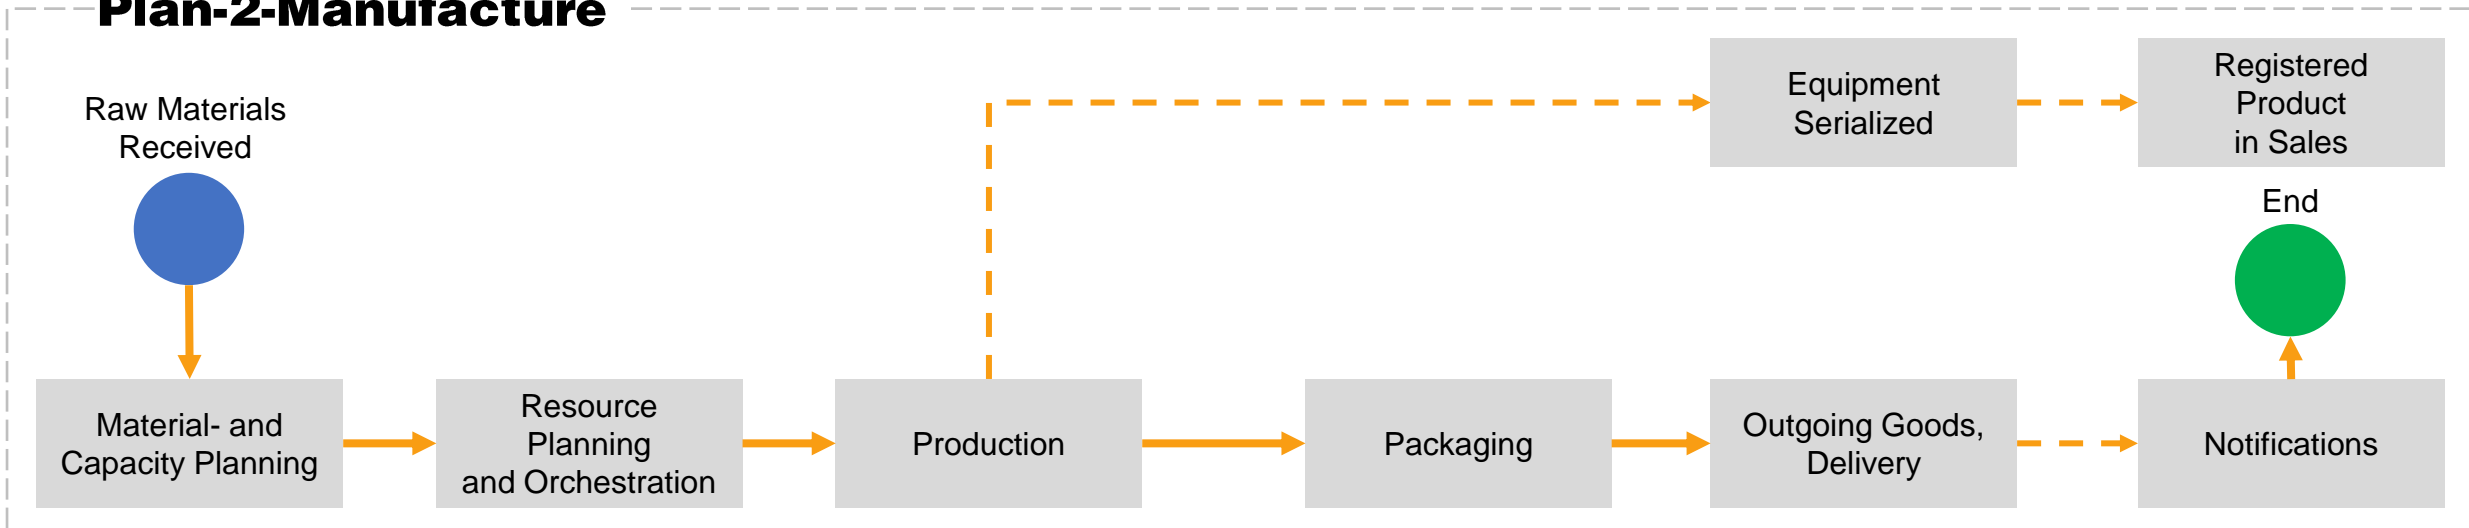 Plan-2-Manufacture
Raw Materials
Received
Equipment
Serialized
Registered
Product
in Sales
End
Material- and
Capacity Planning
Resource
Planning
and Orchestration
Production
Packaging
Outgoing Goods,
Delivery
Notifications